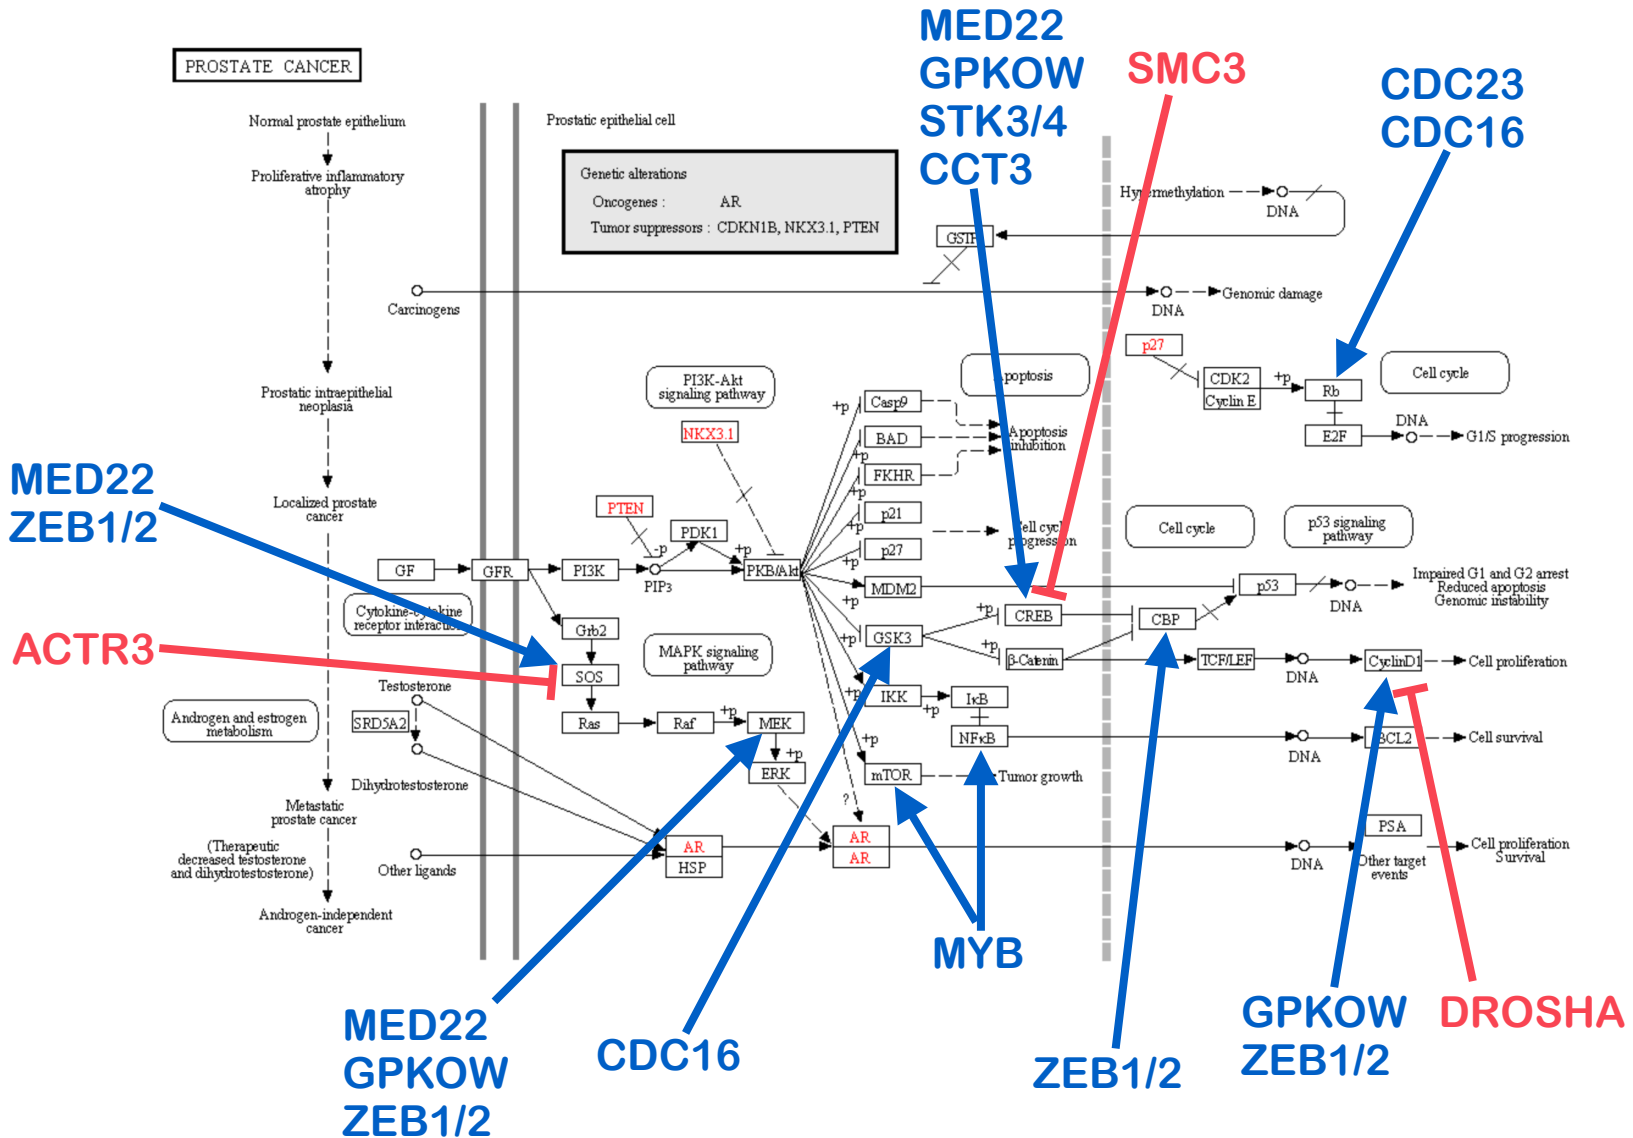 MED22
GPKOW
STK3/4
CCT3
SMC3
CDC23
CDC16
PROSTATE CANCER
Normal prostate epithelium
Proliferative inflammatory
atrophy
Prostatic intraepithelial
neoplasia
Localized prostate
cancer
Metastatic
prostate cancer
(Therapeutic
decreased testosterone
and dihydrotestosterone)
Androgen-independent
cancer
Prostatic epithelial cell
Genetic alterations
Oncogenes : AR
Tumor suppressors : CDKN1B, NKX3.1, PTEN
Hypermethylation
DNA
Carcinogens
DNA
Genomic damage
p27
CDK2
Cyclin E
+p
Rb
E2F
DNA
G1/S progression
Cell cycle
PI3K-Akt
signaling pathway
NKX3.1
PTEN
-p
PIP3
PDK1
+p
PKB/Akt
GF
GFR
PI3K
Casp9
BAD
FKHR
p21
p27
MDM2
GSK3
IKK
mTOR
+p
+p
+p
+p
+p
+p
+p
+p
+p
+p
?
Apoptosis
Apoptosis
inhibition
Cell cycle
progression
Cell cycle
p53 signaling
pathway
p53
DNA
Impaired G1 and G2 arrest
Reduced apoptosis
Genomic instability
+p
CREB
CBP
+p
β-Catenin
TCF/LEF
DNA
CyclinD1
Cell proliferation
+p
IκB
NFκB
DNA
BCL2
Cell survival
Tumor growth
MED22
ZEB1/2
ACTR3
Cytokine-cytokine
receptor interaction
Grb2
SOS
Ras
Raf
+p
MEK
+p
ERK
MAPK signaling
pathway
Androgen and estrogen
metabolism
Testosterone
SRD5A2
Dihydrotestosterone
Other ligands
AR
HSP
AR
AR
DNA
PSA
Other target
events
Cell proliferation
Survival
MYB
MED22
GPKOW
ZEB1/2
CDC16
ZEB1/2
GPKOW
ZEB1/2
DROSHA